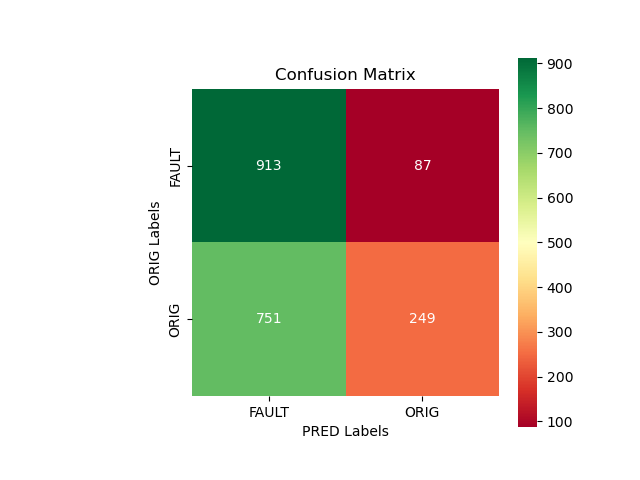 Confusion Matrix
ORIG Labels
FAULT
913
87
ORIG
751
249
FAULT
ORIG
PRED Labels
900
800
700
600
500
400
300
200
100